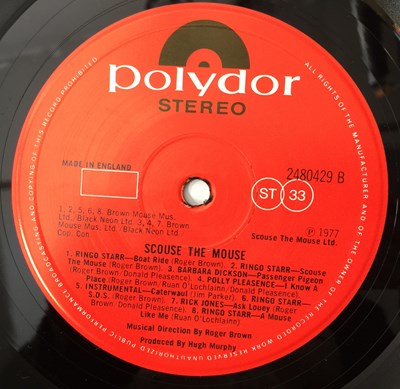 polydor
STEREO
ALL RIGHTS OF THE MANUFACTURER AND OF THE OWNER OF THE RECORDED WORK RESERVED UNAUTHORIZED PUBLIC PERFORMANCE BROADCASTING AND COPYING OF THIS RECORD PROHIBITED
MADE IN ENGLAND
2480429 B
ST 33
1, 2, 5, 6, 8. Brown Mouse Mus.
Ltd./Black Neon Ltd. 3, 4, 7. Brown
Mouse Mus. Ltd./Black Neon Ltd.
Cop. Con.
℗ 1977
Scouse The Mouse Ltd.
SCOUSE THE MOUSE
1. RINGO STARR—Boat Ride (Roger Brown). 2. RINGO STARR—Scouse
The Mouse (Roger Brown). 3. BARBARA DICKSON—Passenger Pigeon
(Roger Brown/Donald Pleasence). 4. POLLY PLEASENCE—I Know A
Place (Roger Brown/Ruan O'Lochlainn/Donald Pleasence).
5. INSTRUMENTAL—Caterwaul (Jim Parker). 6. RINGO STARR—
S.O.S. (Roger Brown). 7. RICK JONES—Ask Louey (Roger
Brown/Donald Pleasence). 8. RINGO STARR—A Mouse
Like Me (Ruan O'Lochlainn)
Musical Direction By Roger Brown
Produced By Hugh Murphy